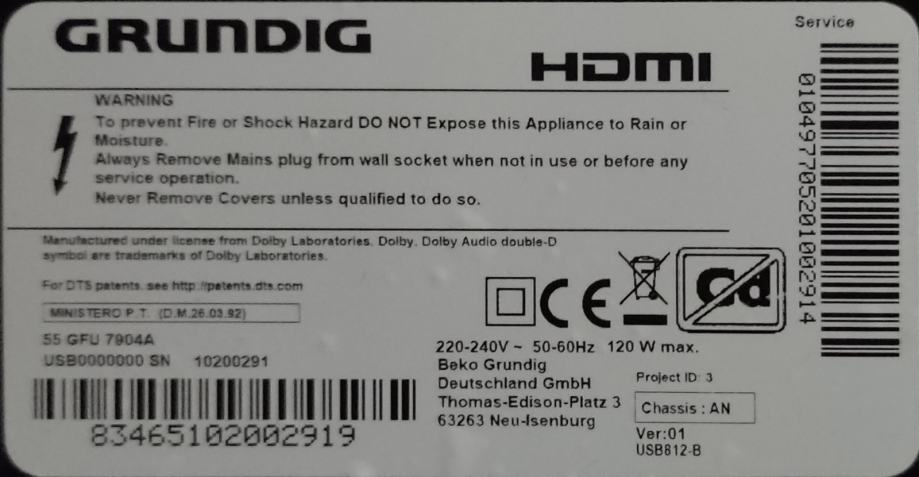 GRUNDIG
HDMI
WARNING
To prevent Fire or Shock Hazard DO NOT Expose this Appliance to Rain or
Moisture.
Always Remove Mains plug from wall socket when not in use or before any
service operation.
Never Remove Covers unless qualified to do so.
Manufactured under license from Dolby Laboratories. Dolby, Dolby Audio double-D
symbol are trademarks of Dolby Laboratories.
For DTS patents, see http://patents.dts.com
MINISTERO P.T. (D.M.26.03.92)
55 GFU 7904A
USB0000000 SN 10200291
83465102002919
CE
Cd
220-240V ~ 50-60Hz 120 W max.
Beko Grundig
Deutschland GmbH
Thomas-Edison-Platz 3
63263 Neu-Isenburg
Project ID: 3
Chassis : AN
Ver:01
USB812-B
Service
010497705201002914